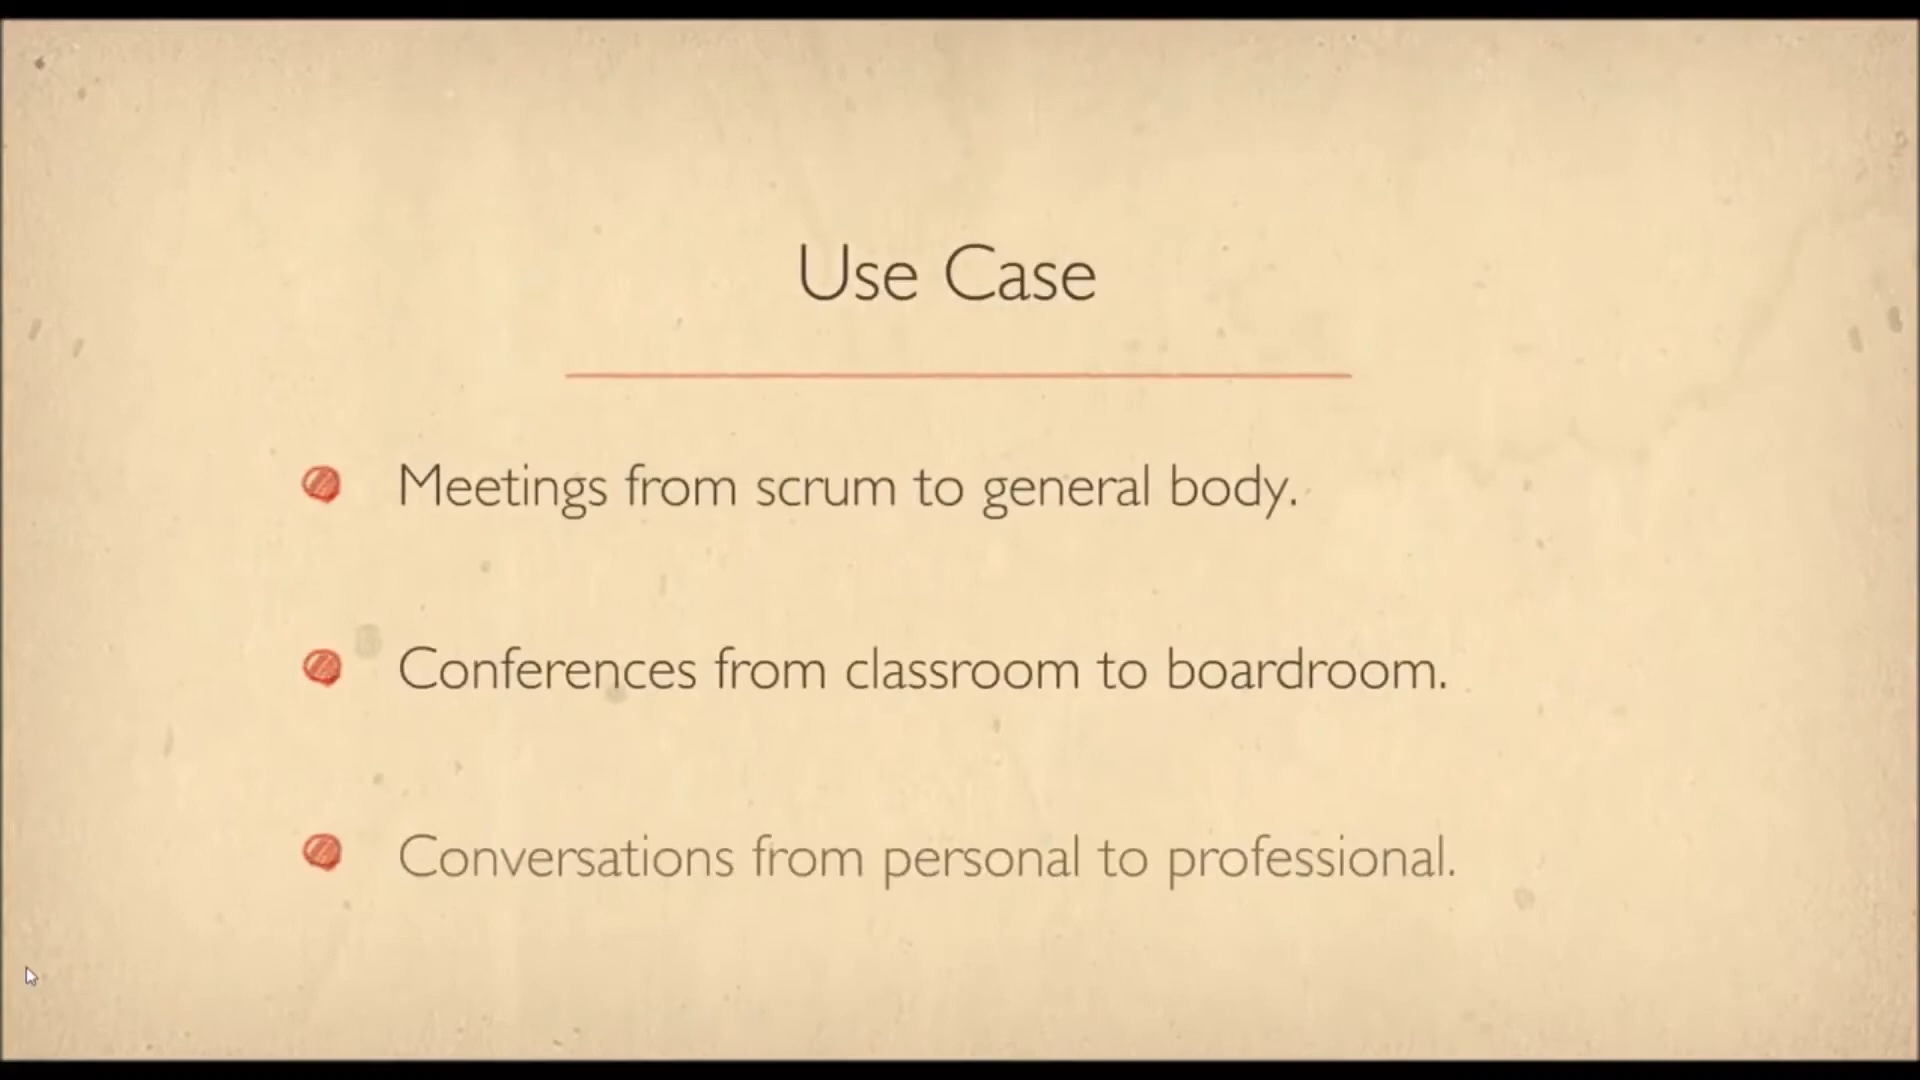 Use Case
Meetings from scrum to general body.
Conferences from classroom to boardroom.
Conversations from personal to professional.